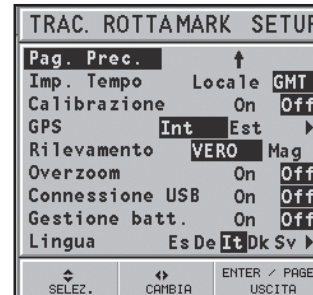 TRAC. ROTTA MARK SETUP
Pag. Prec. ↑
Imp. Tempo Locale GMT
Calibrazione On Off
GPS Int Est ▶
Rilevamento VERO Mag
Overzoom On Off
Connessione USB On Off
Gestione batt. On Off
Lingua Es De It Dk Sv ▶
SELEZ. CAMBIA ENTER / PAGE
USCITA